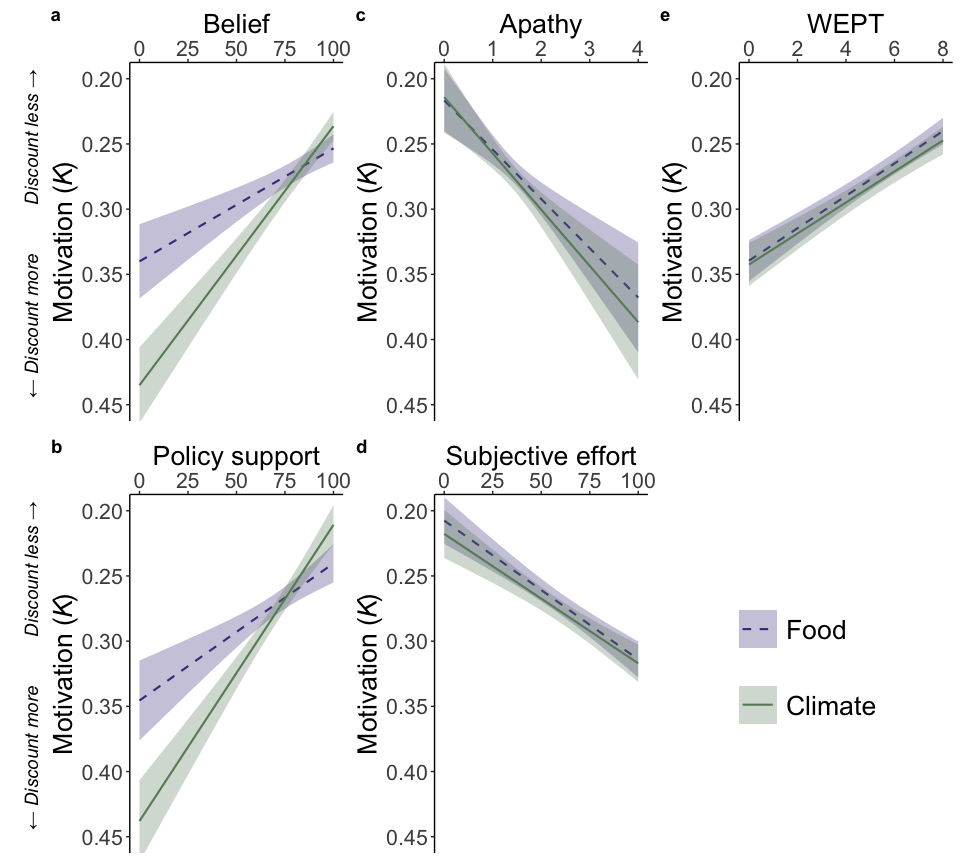 a
Belief
0 25 50 75 100
Discount less →
← Discount more
Motivation (K)
0.20
0.25
0.30
0.35
0.40
0.45
c
Apathy
0 1 2 3 4
Motivation (K)
0.20
0.25
0.30
0.35
0.40
0.45
e
WEPT
0 2 4 6 8
Motivation (K)
0.20
0.25
0.30
0.35
0.40
0.45
b
Policy support
0 25 50 75 100
Discount less →
← Discount more
Motivation (K)
0.20
0.25
0.30
0.35
0.40
0.45
d
Subjective effort
0 25 50 75 100
Motivation (K)
0.20
0.25
0.30
0.35
0.40
0.45
Food
Climate